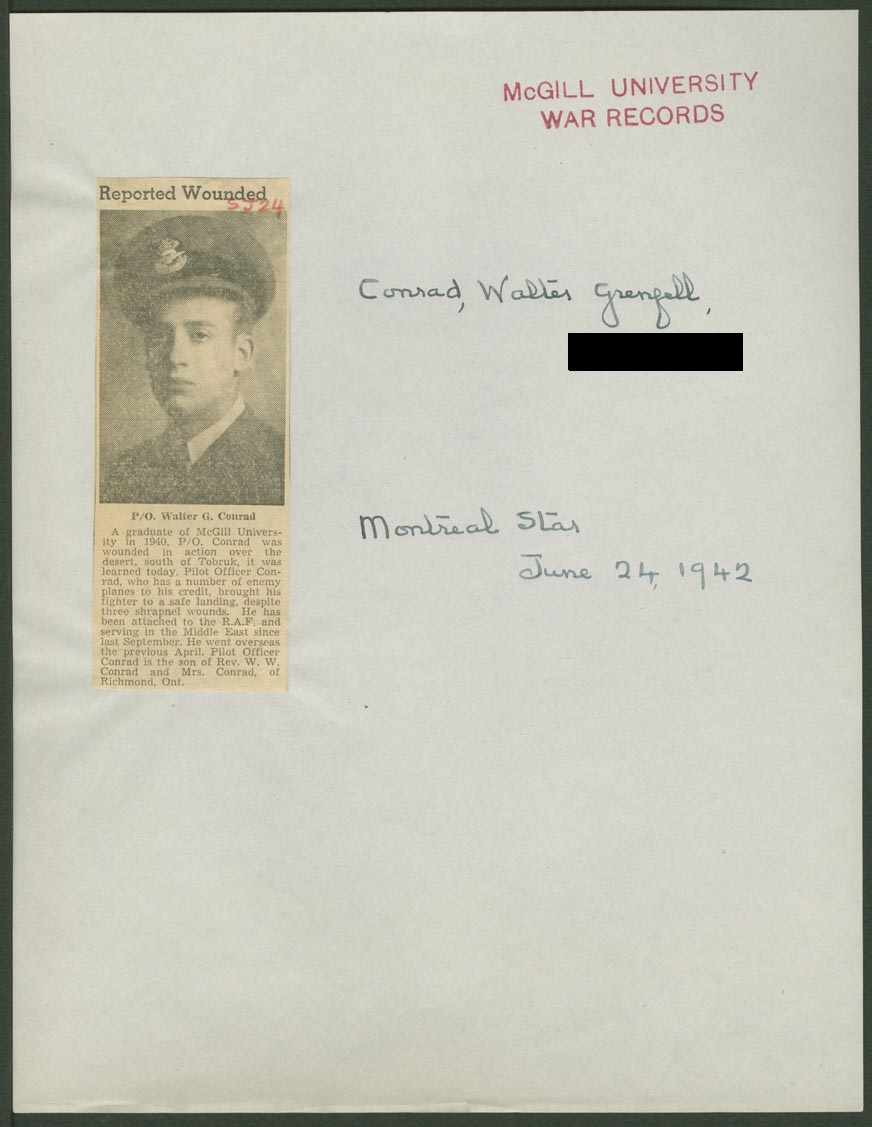 McGILL UNIVERSITY
WAR RECORDS
Reported Wounded
SJ24
Conrad, Walter Grenfell,
P/O. Walter G. Conrad
A graduate of McGill Univers-
ity in 1940, P/O. Conrad was
wounded in action over the
desert, south of Tobruk, it was
learned today. Pilot Officer Con-
rad, who has a number of enemy
planes to his credit, brought his
fighter to a safe landing, despite
three shrapnel wounds. He has
been attached to the R.A.F. and
serving in the Middle East since
last September. He went overseas
the previous April. Pilot Officer
Conrad is the son of Rev. W. W.
Conrad and Mrs. Conrad, of
Richmond, Ont.
Montreal Star
June 24, 1942